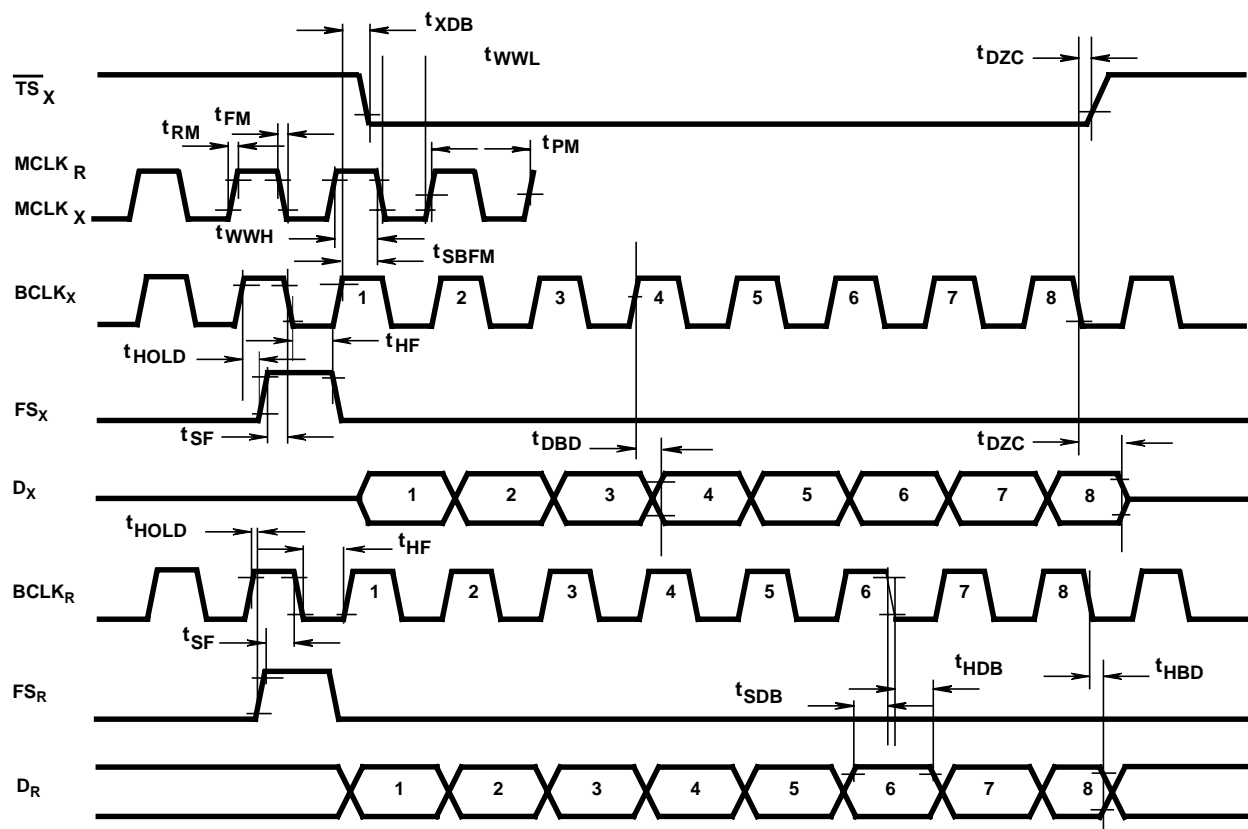 tXDB
tWWL
tDZC
TSX
tFM
tRM
tPM
MCLK R
MCLK X
tWWH
tSBFM
BCLKX 1 2 3 4 5 6 7 8
tHOLD
tHF
FSX
tSF
tDBD
tDZC
DX 1 2 3 4 5 6 7 8
tHOLD
tHF
BCLKR 1 2 3 4 5 6 7 8
tSF
tHDB
tHBD
FSR
tSDB
DR 1 2 3 4 5 6 7 8